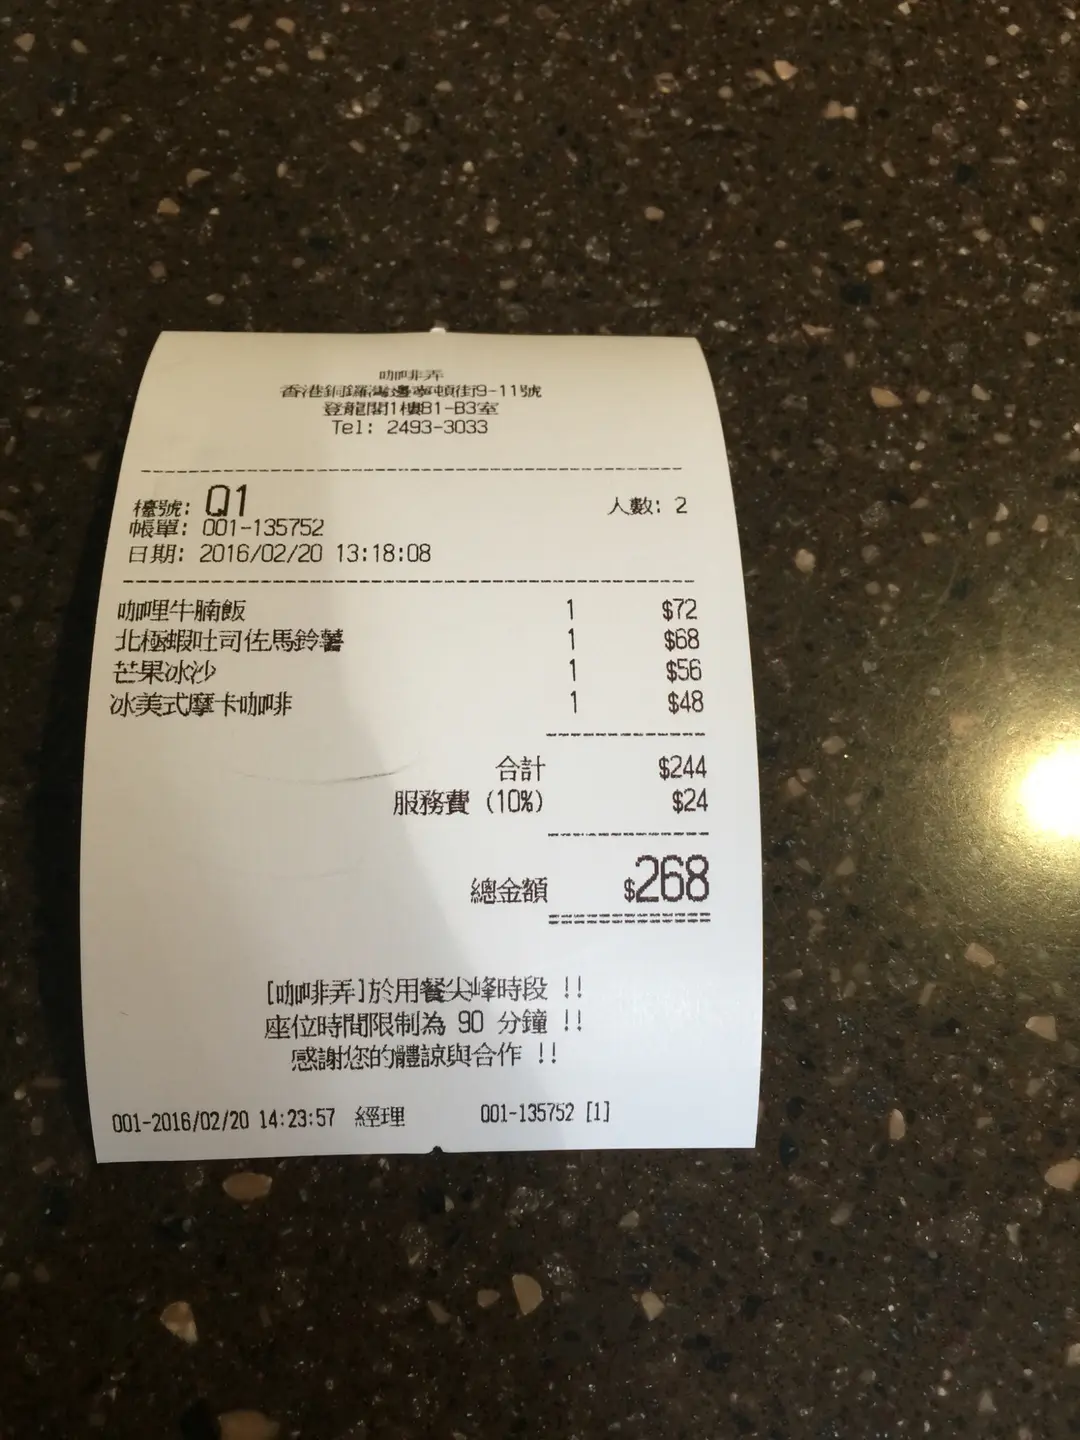 咖啡弄
香港銅鑼灣邊寧頓街9-11號
登龍閣1樓B1-B3室
Tel: 2493-3033
檯號: Q1 人數: 2
帳單: 001-135752
日期: 2016/02/20 13:18:08
咖哩牛腩飯 1 $72
北極蝦吐司佐馬鈴薯 1 $68
芒果冰沙 1 $56
冰美式摩卡咖啡 1 $48
合計 $244
服務費 (10%) $24
總金額 $268
[咖啡弄]於用餐尖峰時段 !!
座位時間限制為 90 分鐘 !!
感謝您的體諒與合作 !!
001-2016/02/20 14:23:57 經理 001-135752 [1]